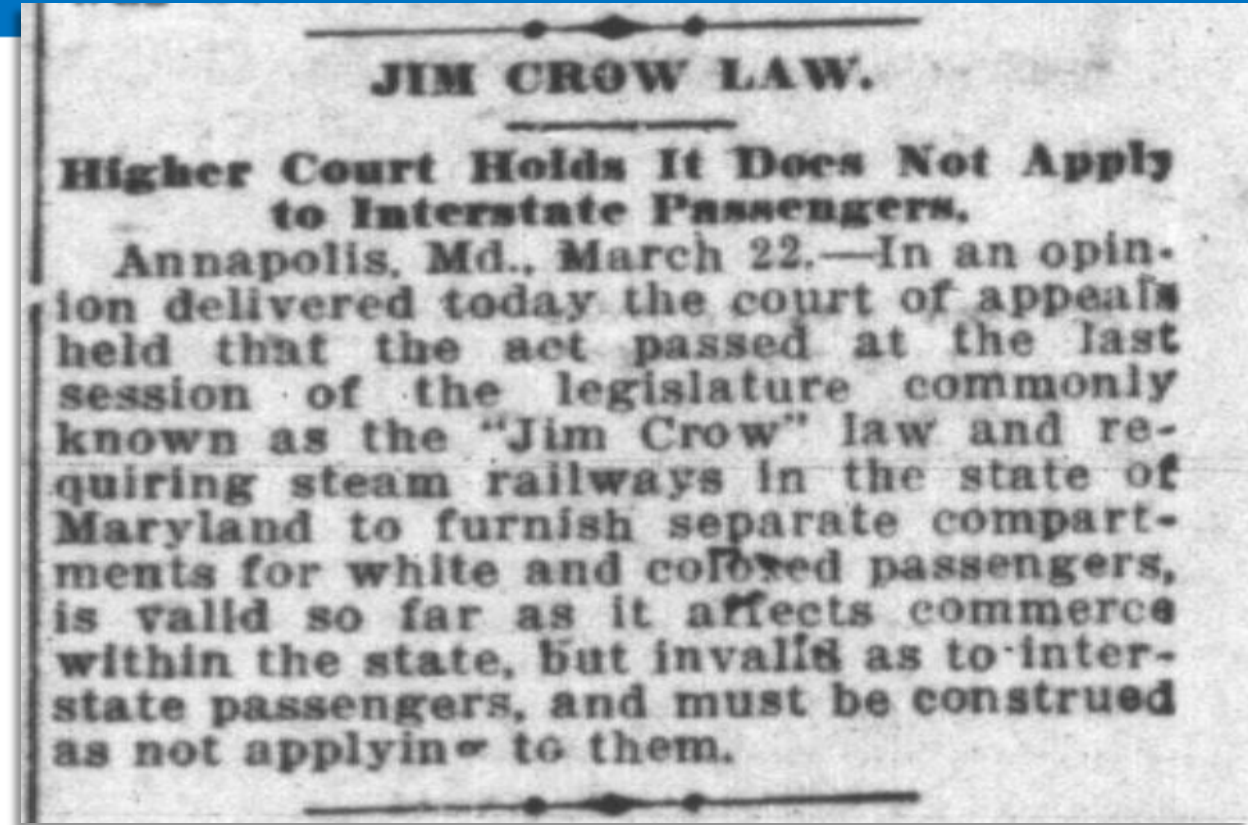 JIM CROW LAW.
Higher Court Holds It Does Not Apply
to Interstate Passengers.
Annapolis, Md., March 22.—In an opin-
ion delivered today the court of appeals
held that the act passed at the last
session of the legislature commonly
known as the "Jim Crow" law and re-
quiring steam railways in the state of
Maryland to furnish separate compart-
ments for white and colored passengers,
is valid so far as it affects commerce
within the state, but invalid as to inter-
state passengers, and must be construed
as not applying to them.